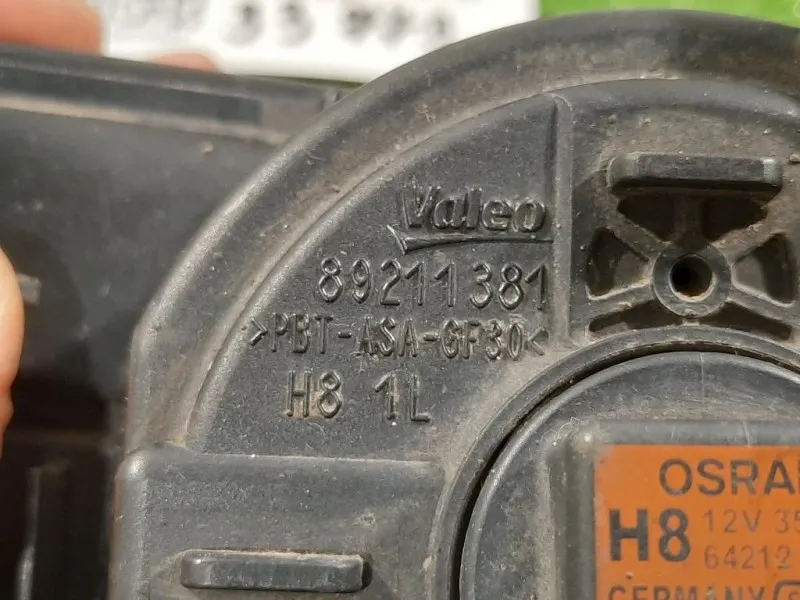 Valeo
89211381
>PBT-ASA-GF30<
H8 1L
OSRA
H8 12V 35
64212
GERMANY